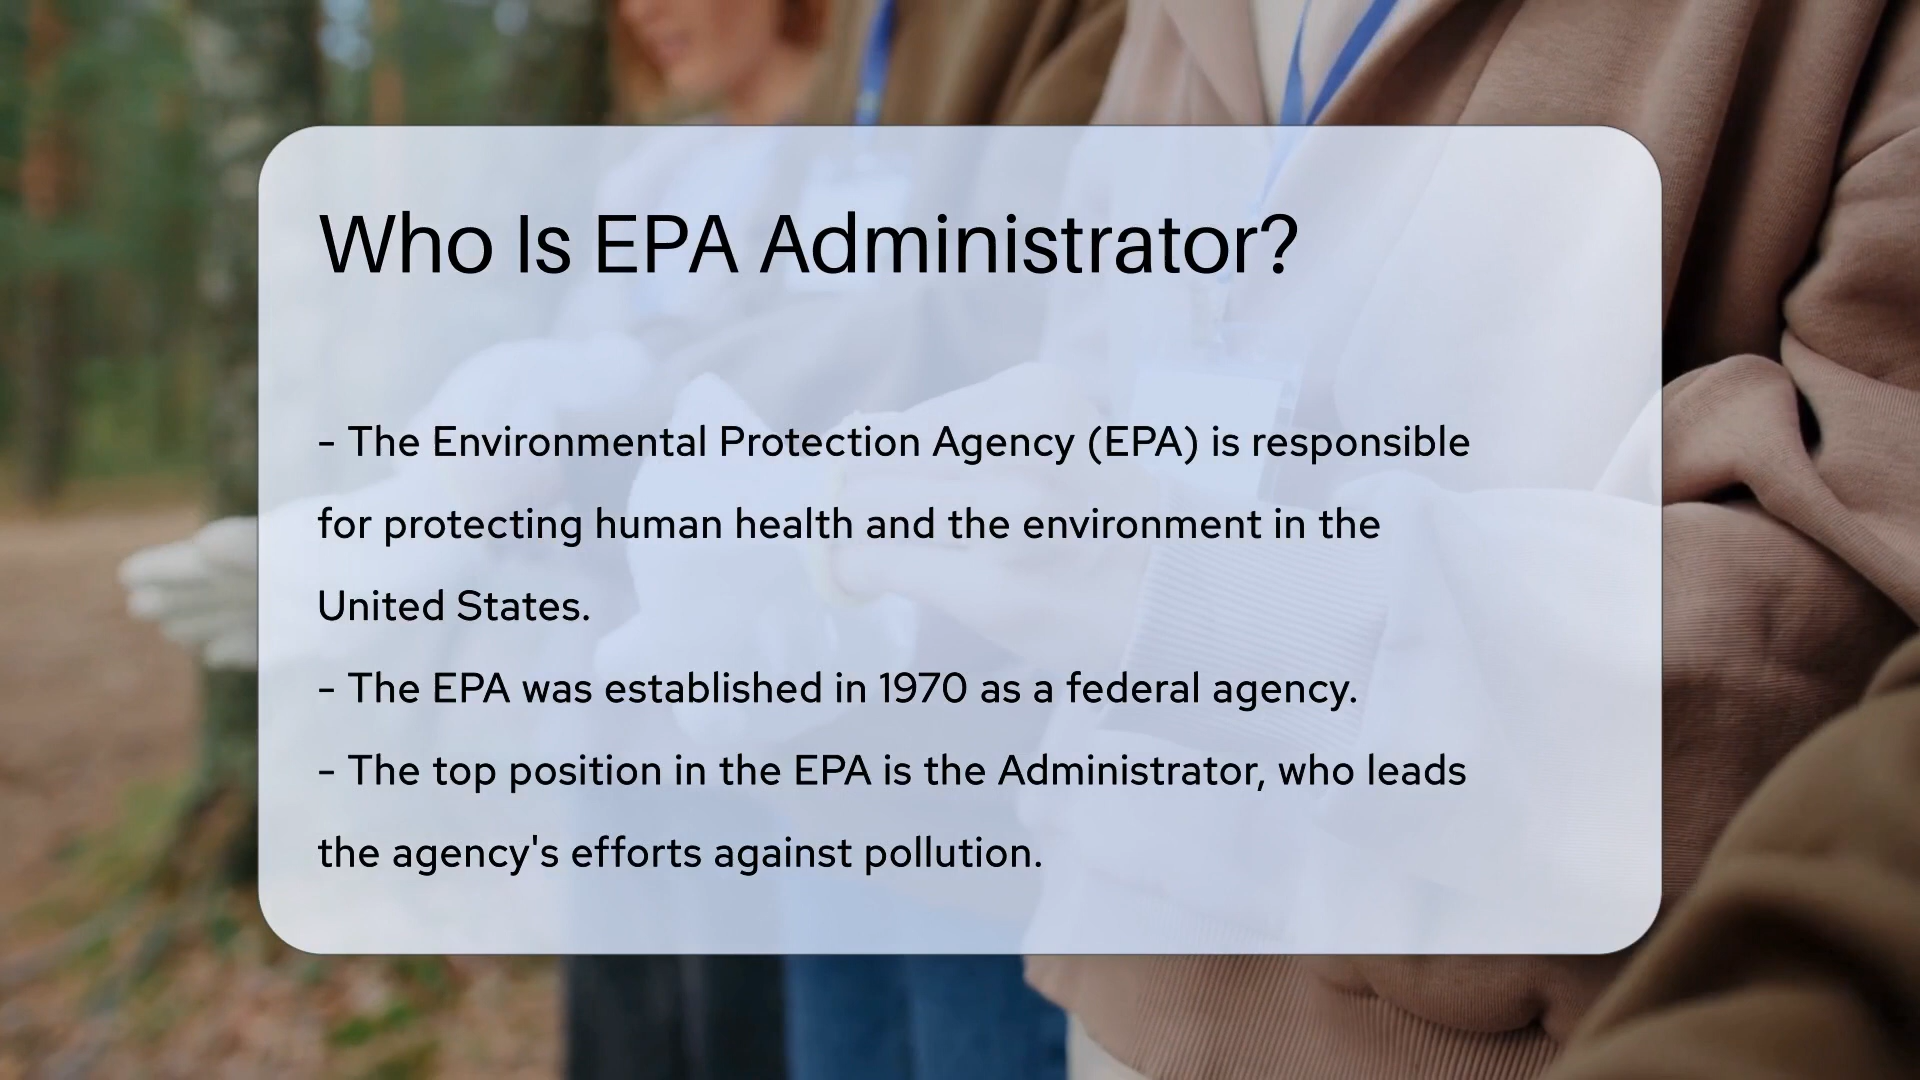 Who Is EPA Administrator?
- The Environmental Protection Agency (EPA) is responsible
for protecting human health and the environment in the
United States.
- The EPA was established in 1970 as a federal agency.
- The top position in the EPA is the Administrator, who leads
the agency's efforts against pollution.